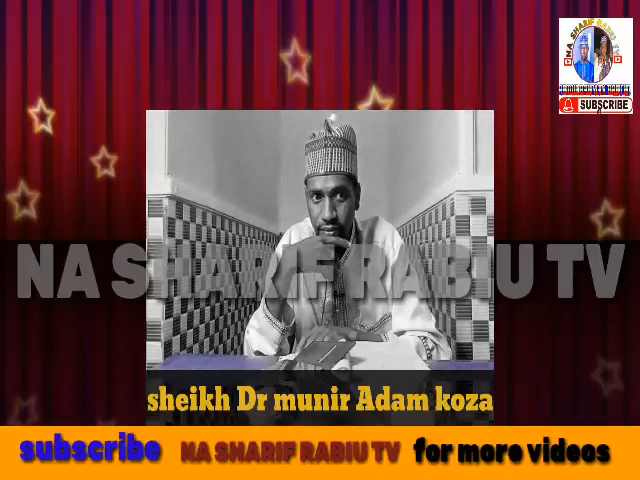 NA SHARIF RABIU TV
SUBSCRIBE
NA SHARIF RABIU TV
sheikh Dr munir Adam koza
subscribe NA SHARIF RABIU TV for more videos